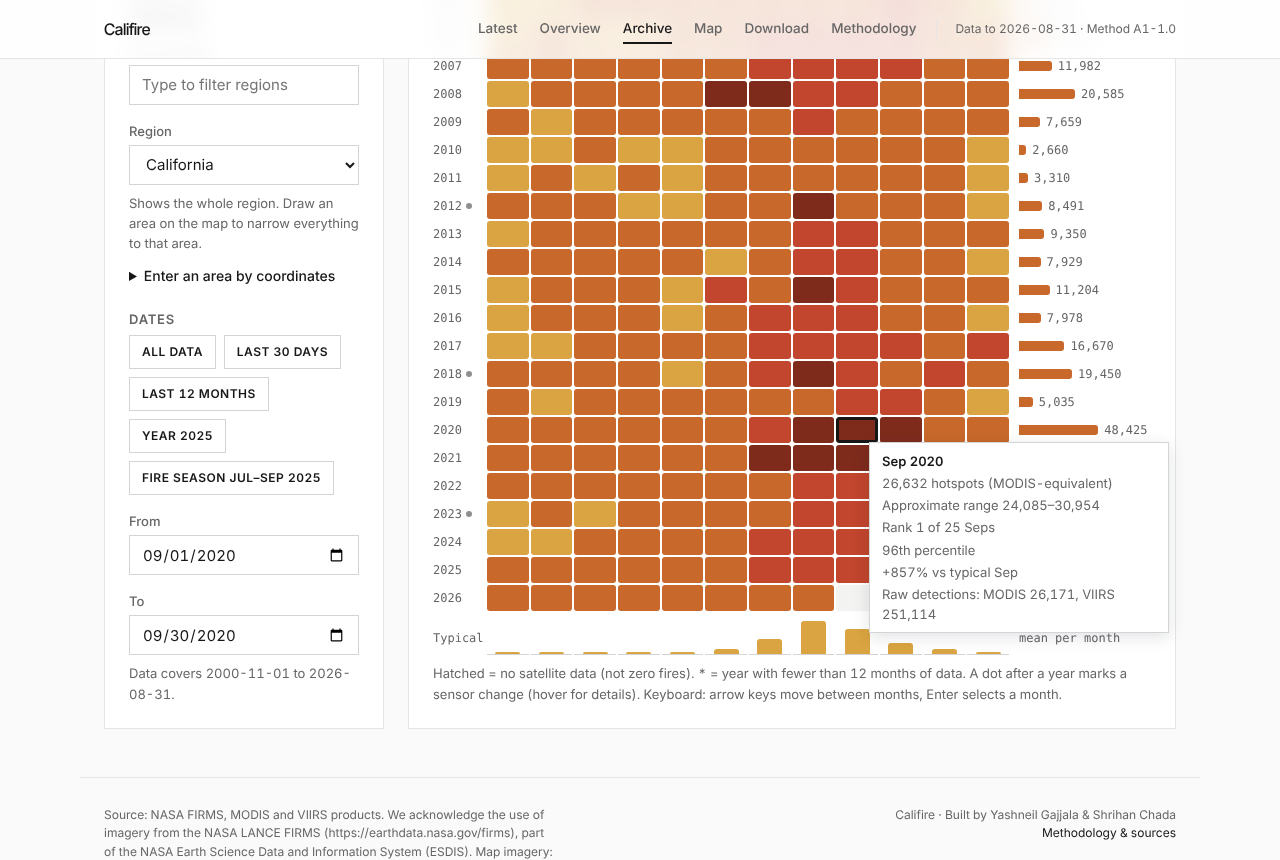 Califire
Latest
Overview
Archive
Map
Download
Methodology
Data to 2026-08-31 · Method A1-1.0
Type to filter regions
Region
California
Shows the whole region. Draw an
area on the map to narrow everything
to that area.
Enter an area by coordinates
DATES
ALL DATA
LAST 30 DAYS
LAST 12 MONTHS
YEAR 2025
FIRE SEASON JUL–SEP 2025
From
09/01/2020
To
09/30/2020
Data covers 2000-11-01 to 2026-
08-31.
2007 11,982
2008 20,585
2009 7,659
2010 2,660
2011 3,310
2012 8,491
2013 9,350
2014 7,929
2015 11,204
2016 7,978
2017 16,670
2018 19,450
2019 5,035
2020 48,425
2021
2022
2023
2024
2025
2026
Sep 2020
26,632 hotspots (MODIS-equivalent)
Approximate range 24,085–30,954
Rank 1 of 25 Seps
96th percentile
+857% vs typical Sep
Raw detections: MODIS 26,171, VIIRS
251,114
Typical mean per month
Hatched = no satellite data (not zero fires). * = year with fewer than 12 months of data. A dot after a year marks a
sensor change (hover for details). Keyboard: arrow keys move between months, Enter selects a month.
Source: NASA FIRMS, MODIS and VIIRS products. We acknowledge the use of
imagery from the NASA LANCE FIRMS (https://earthdata.nasa.gov/firms), part
of the NASA Earth Science Data and Information System (ESDIS). Map imagery:
Califire · Built by Yashneil Gajjala & Shrihan Chada
Methodology & sources